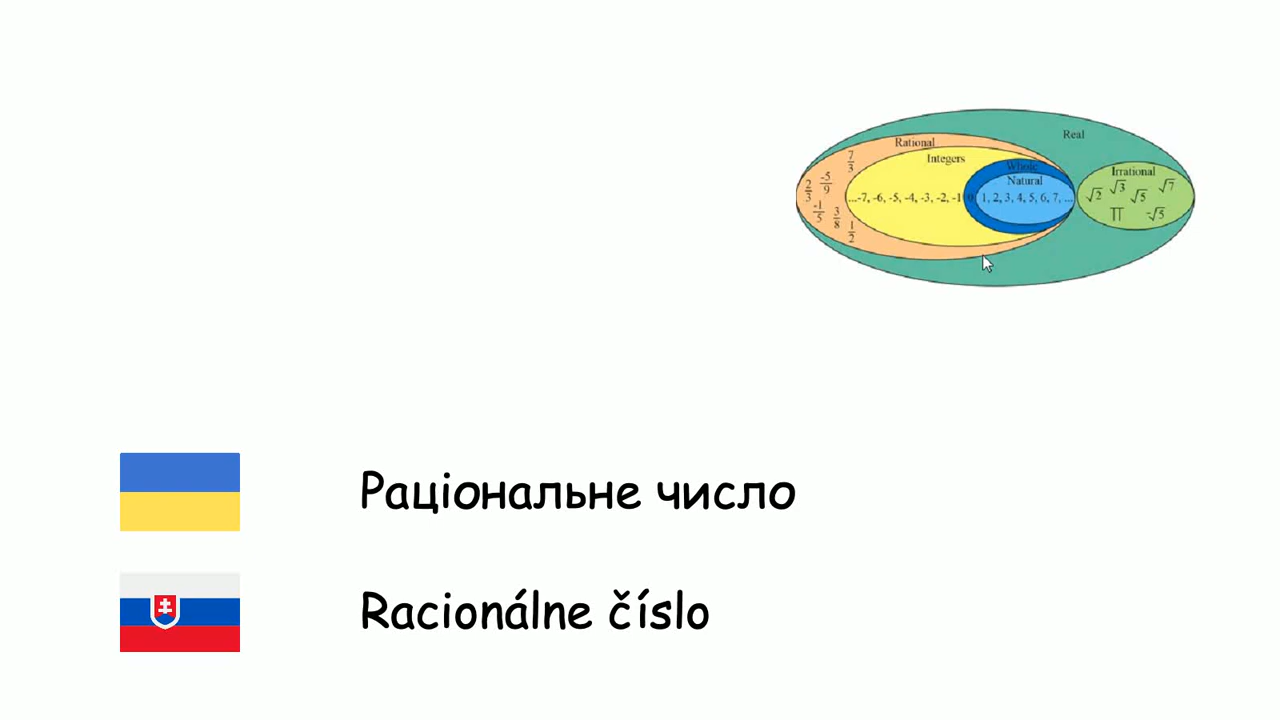 Real
Rational
7/3
Integers
Whole
Irrational
Natural
2/3
-5/9
√2
√3
√5
√7
...-7, -6, -5, -4, -3, -2, -1
0
1, 2, 3, 4, 5, 6, 7, ...
-1/5
3/8
1/2
∏
-√5
Раціональне число
Racionálne číslo